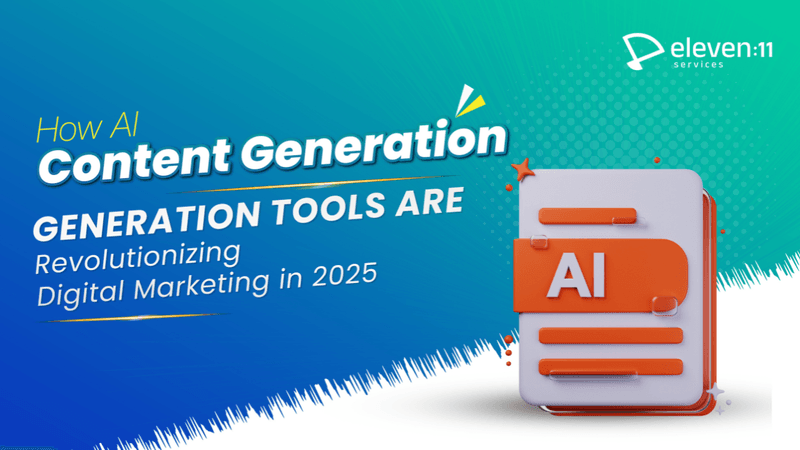 eleven:11
services
How AI
Content Generation
GENERATION TOOLS ARE
Revolutionizing
Digital Marketing in 2025
AI